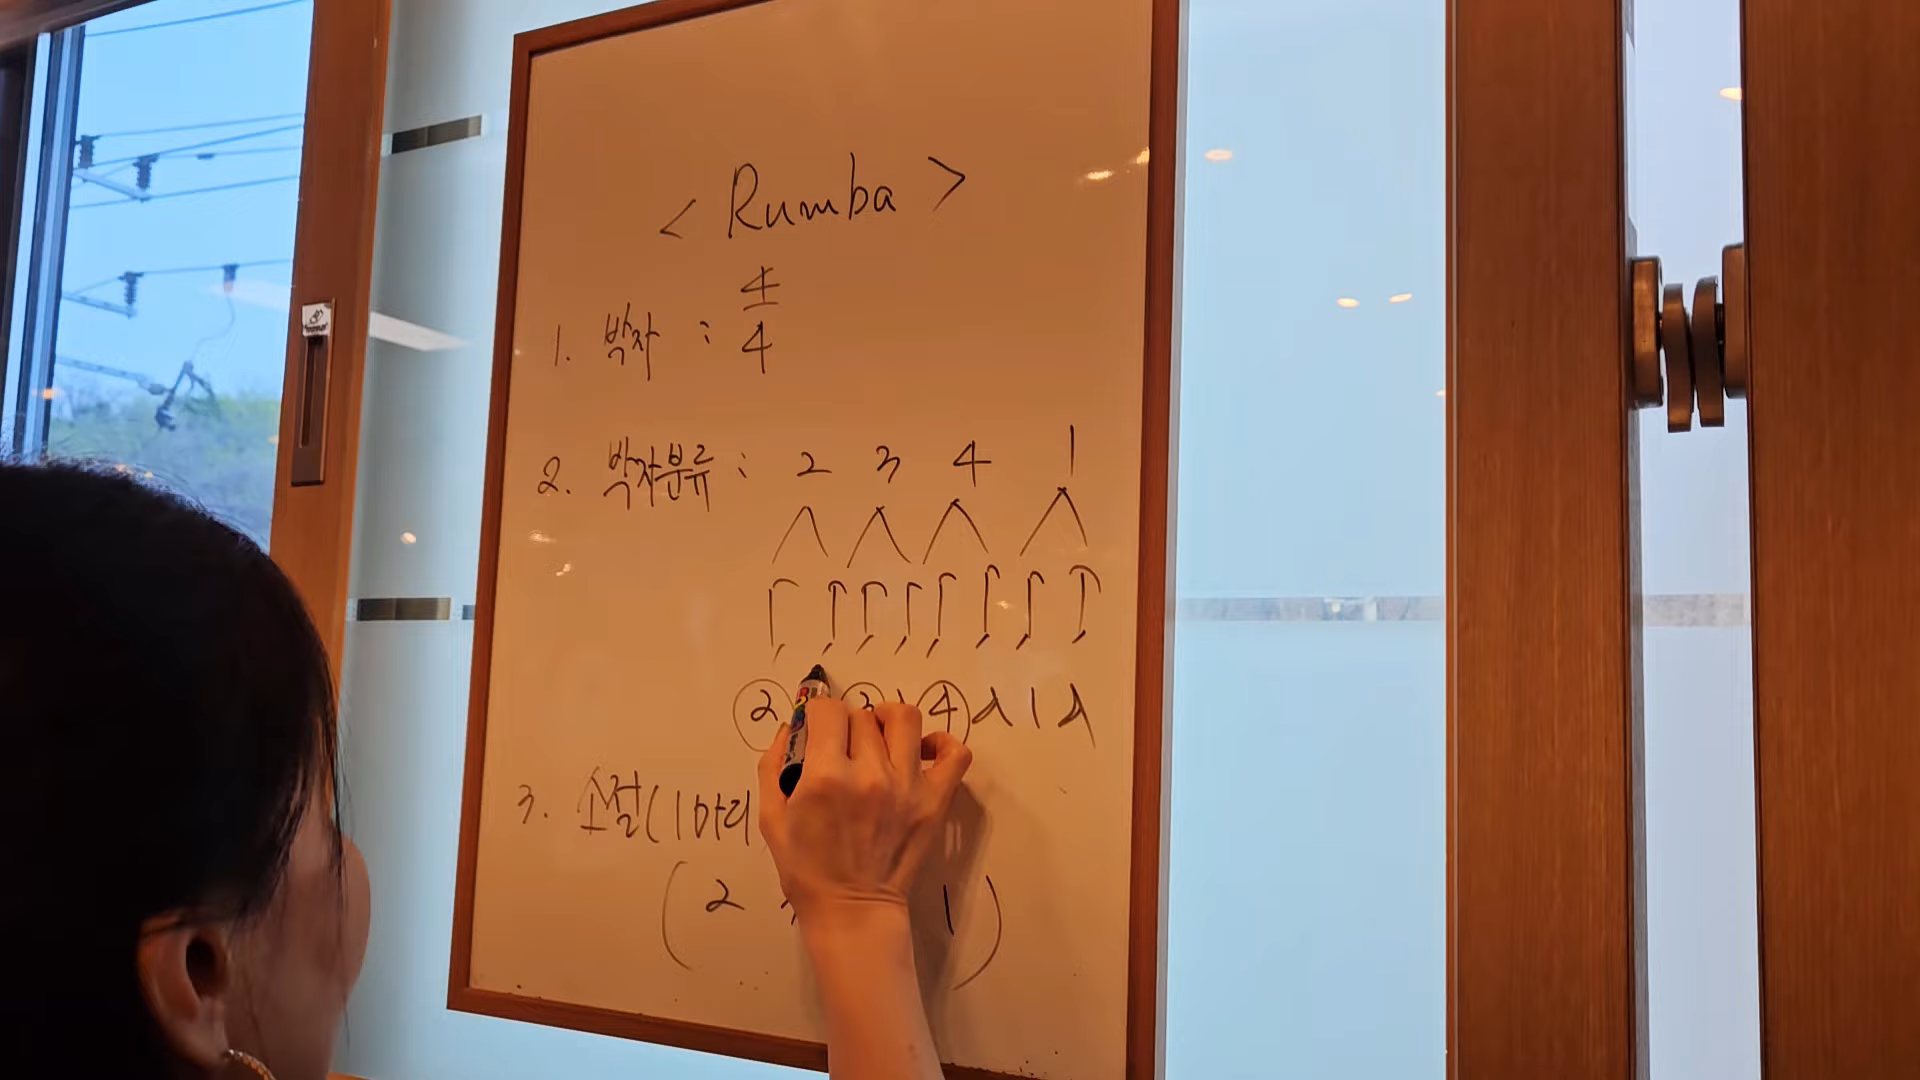 < Rumba >
1. 박자 : 4/4
2. 박자분류 : 2 3 4 1
2 3 4 a 1 a
3. 소절(1마디
( 2 1 )